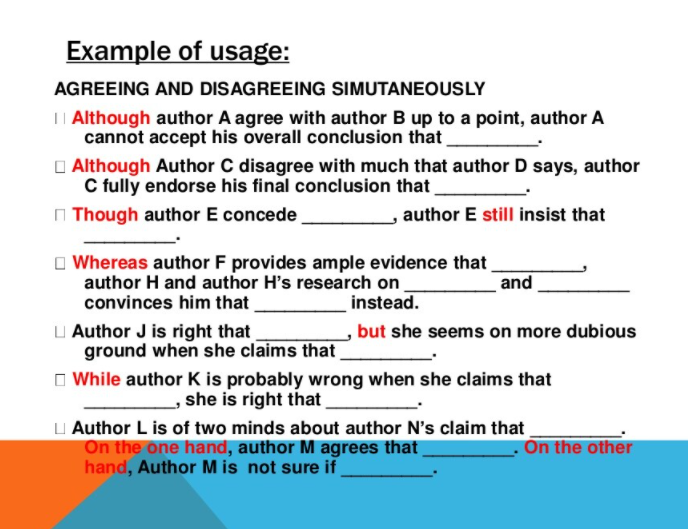 Example of usage:
AGREEING AND DISAGREEING SIMUTANEOUSLY
□ Although author A agree with author B up to a point, author A
cannot accept his overall conclusion that _________.
□ Although Author C disagree with much that author D says, author
C fully endorse his final conclusion that _________.
□ Though author E concede _________, author E still insist that
_________.
□ Whereas author F provides ample evidence that _________,
author H and author H’s research on _________ and _________
convinces him that _________ instead.
□ Author J is right that _________, but she seems on more dubious
ground when she claims that _________.
□ While author K is probably wrong when she claims that
_________, she is right that _________.
□ Author L is of two minds about author N’s claim that _________.
On the one hand, author M agrees that _________. On the other
hand, Author M is not sure if _________.